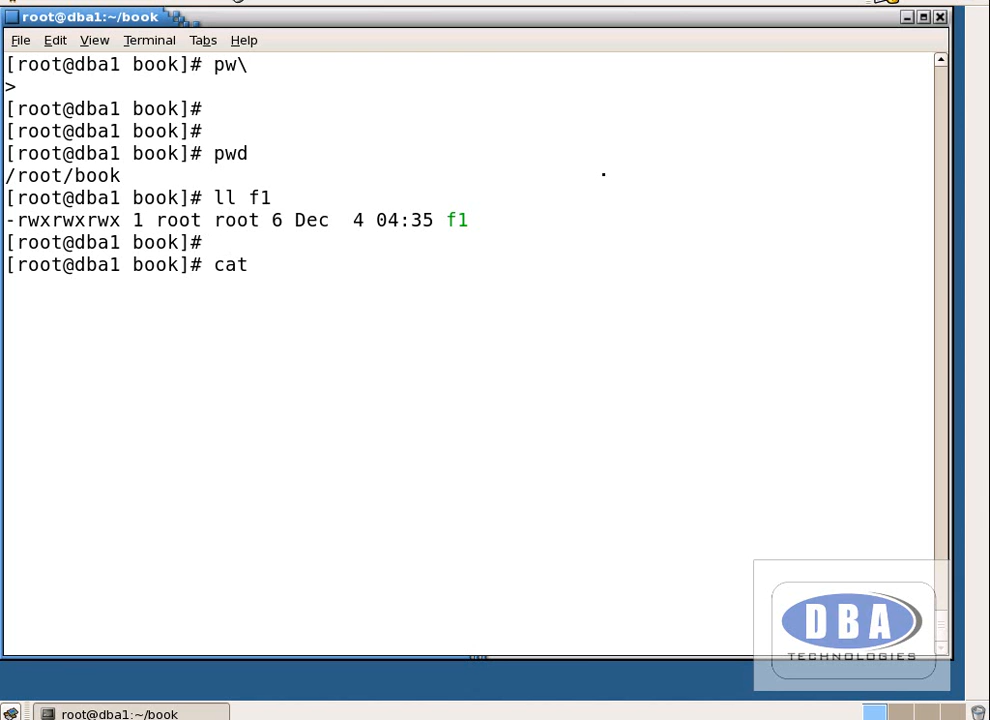 root@dba1:~/book
File Edit View Terminal Tabs Help
[root@dba1 book]# pw\
>
[root@dba1 book]#
[root@dba1 book]#
[root@dba1 book]# pwd
/root/book
[root@dba1 book]# ll f1
-rwxrwxrwx 1 root root 6 Dec  4 04:35 f1
[root@dba1 book]#
[root@dba1 book]# cat
DBA
TECHNOLOGIES
root@dba1:~/book